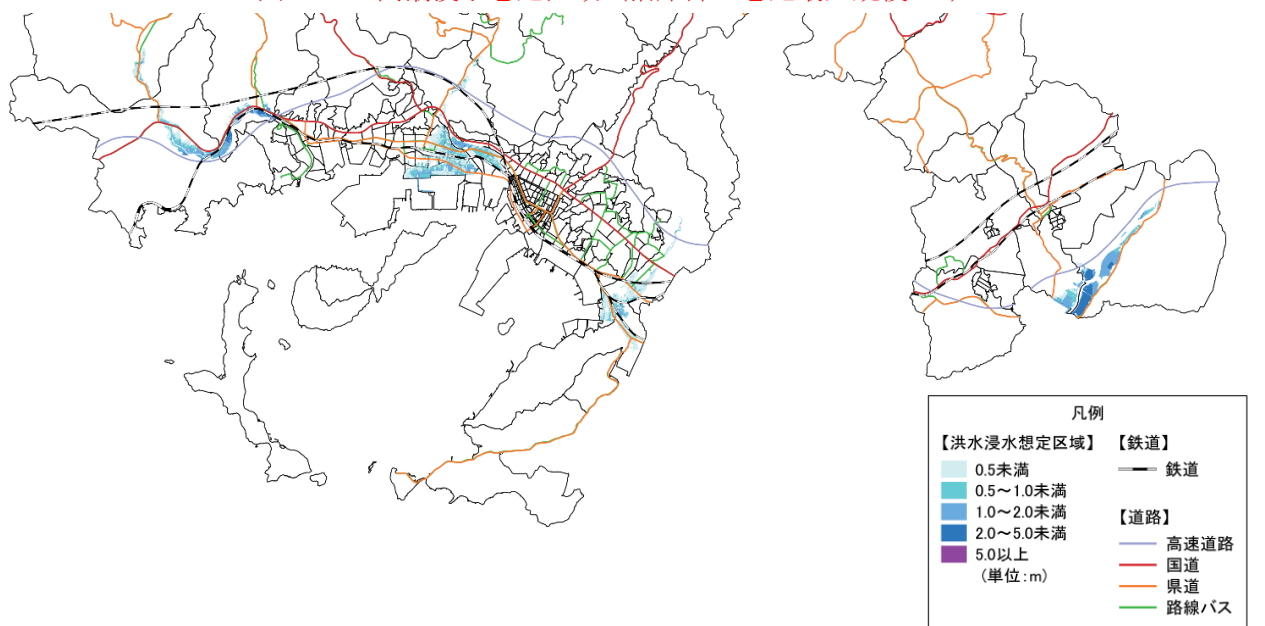 凡例
【洪水浸水想定区域】
0.5未満
0.5～1.0未満
1.0～2.0未満
2.0～5.0未満
5.0以上
(単位:m)
【鉄道】
鉄道
【道路】
高速道路
国道
県道
路線バス